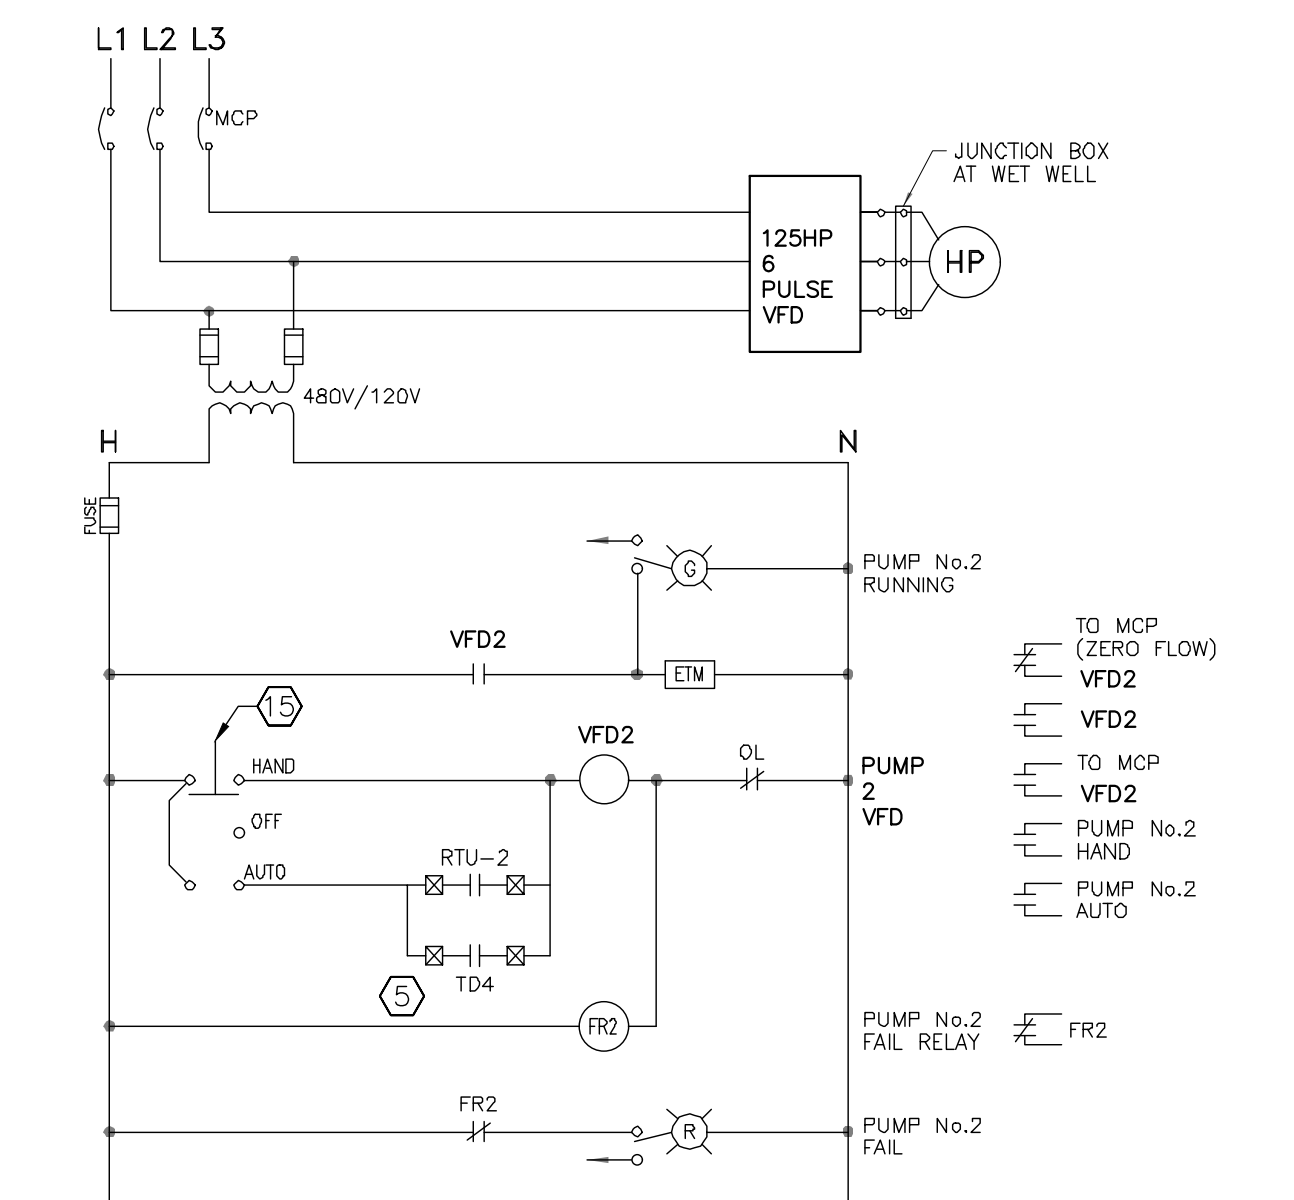 L1 L2 L3
MCP
JUNCTION BOX
AT WET WELL
125HP
6
PULSE
VFD
HP
480V/120V
H
N
FUSE
G
PUMP No.2
RUNNING
VFD2
ETM
TO MCP
(ZERO FLOW)
VFD2
VFD2
15
HAND
VFD2
OL
PUMP
2
VFD
TO MCP
VFD2
OFF
PUMP No.2
HAND
AUTO
RTU-2
PUMP No.2
AUTO
TD4
5
FR2
PUMP No.2
FAIL RELAY
FR2
FR2
R
PUMP No.2
FAIL